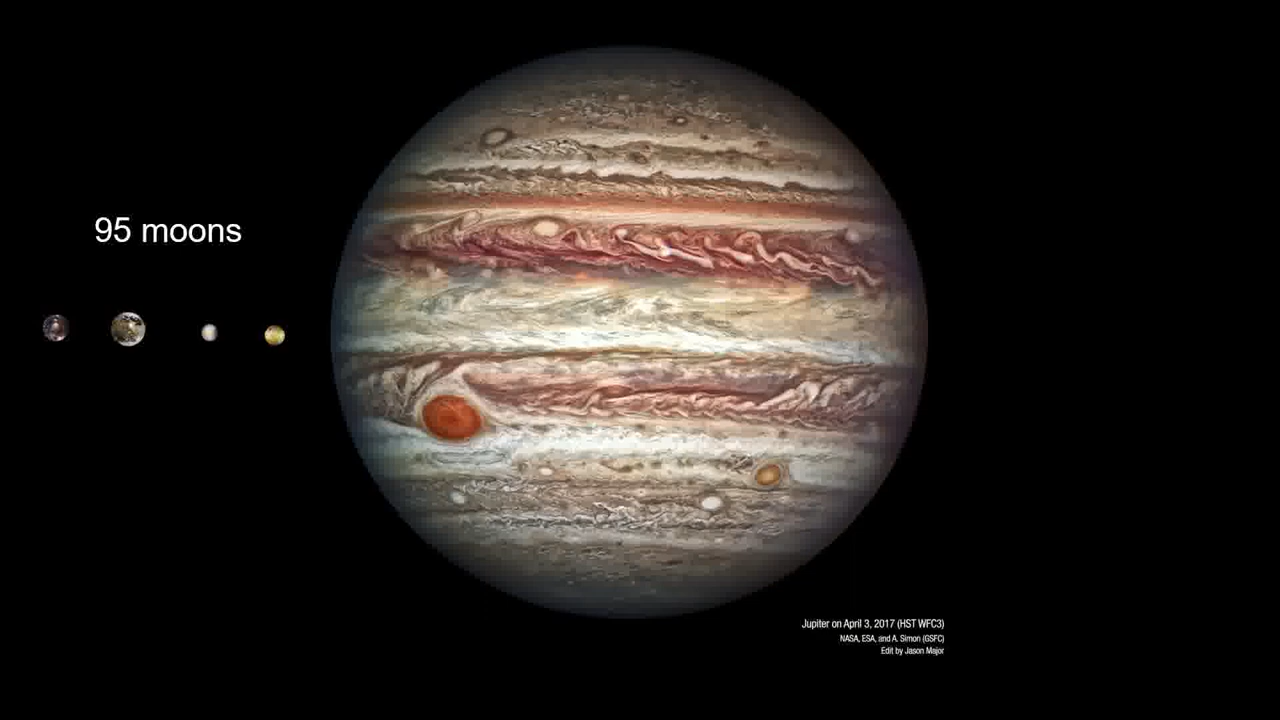 95 moons
Jupiter on April 3, 2017 (HST WFC3)
NASA, ESA, and A. Simon (GSFC)
Edit by Jason Major